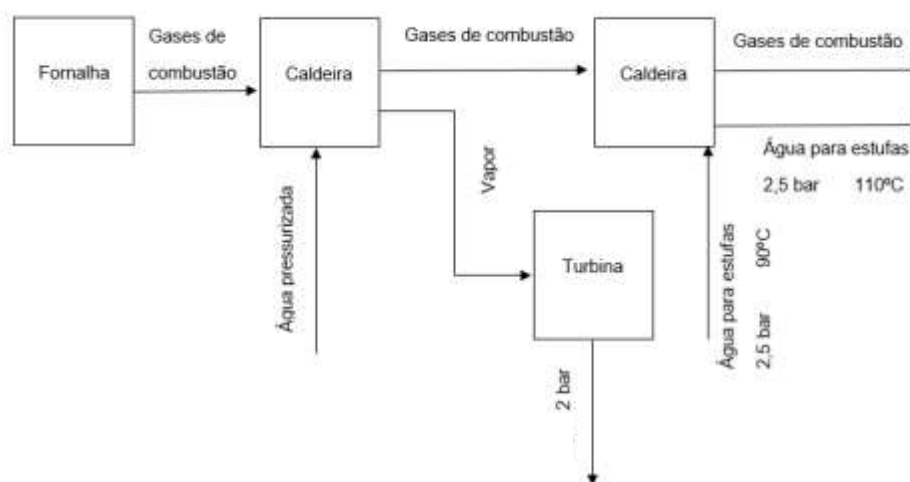 Fornalha
Gases de
combustão
Caldeira
Gases de combustão
Caldeira
Gases de combustão
Água para estufas
2,5 bar 110ºC
Água pressurizada
Vapor
Turbina
2 bar
Água para estufas
2,5 bar 90ºC